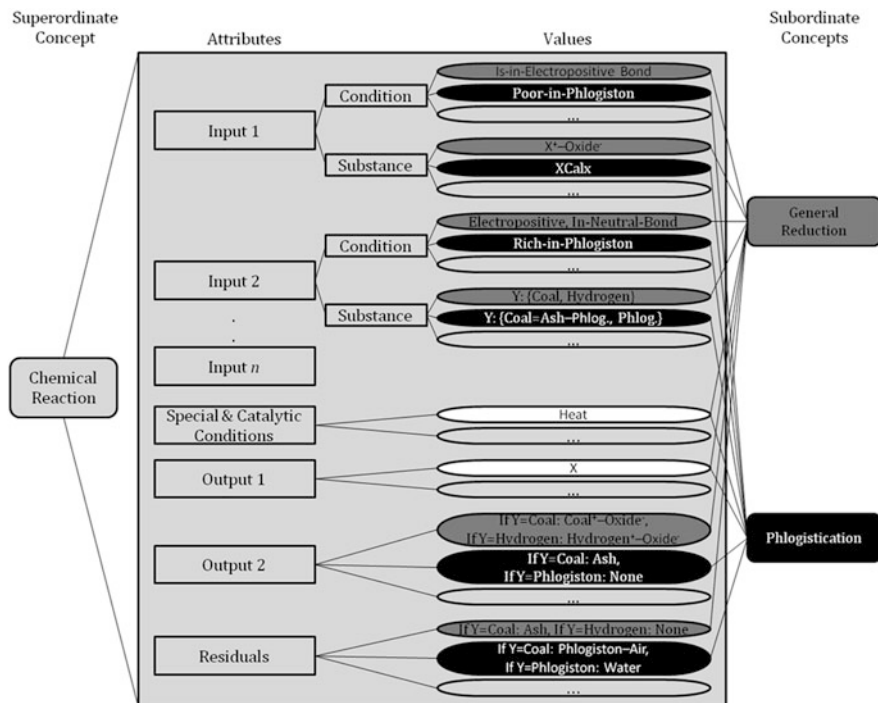 Superordinate
Concept
Attributes
Values
Subordinate
Concepts
Is-in-Electropositive Bond
Condition
Poor-in-Phlogiston
...
Input 1
X⁺–Oxide⁻
Substance
XCalx
...
Electropositive, In-Neutral-Bond
General
Reduction
Condition
Rich-in-Phlogiston
...
Input 2
Y: {Coal, Hydrogen}
Substance
Y: {Coal=Ash–Phlog., Phlog.}
...
.
.
Input n
Chemical
Reaction
Special & Catalytic
Conditions
Heat
...
Output 1
X
...
If Y=Coal: Coal⁺–Oxide⁻,
If Y=Hydrogen: Hydrogen⁺–Oxide⁻
Phlogistication
Output 2
If Y=Coal: Ash,
If Y=Phlogiston: None
...
If Y=Coal: Ash, If Y=Hydrogen: None
Residuals
If Y=Coal: Phlogiston–Air,
If Y=Phlogiston: Water
...